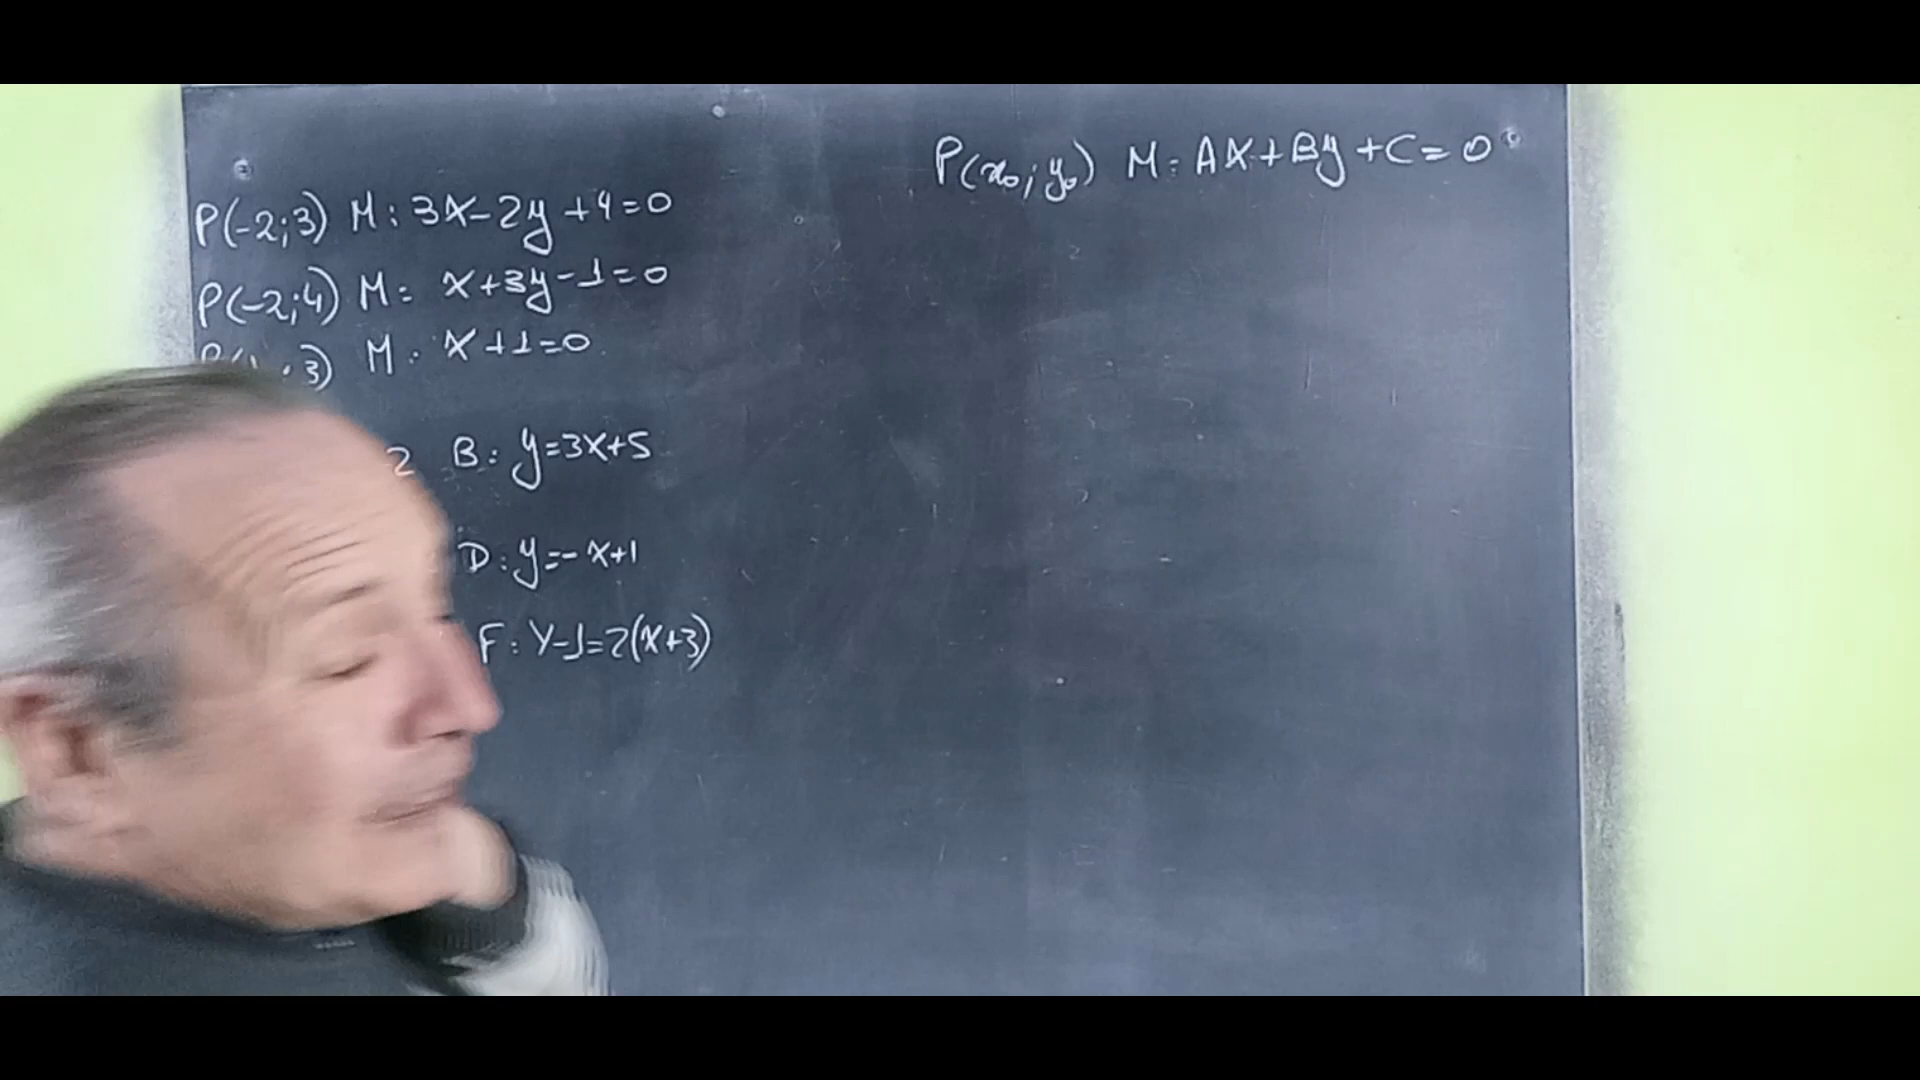 P(x₀; y₀) M: AX+By+C=0
P(-2;3) M: 3x-2y+4=0
P(-2;4) M: x+3y-1=0
;3) M: x+1=0
2 B: y=3x+5
D: y=-x+1
F: Y-1=2(x+3)